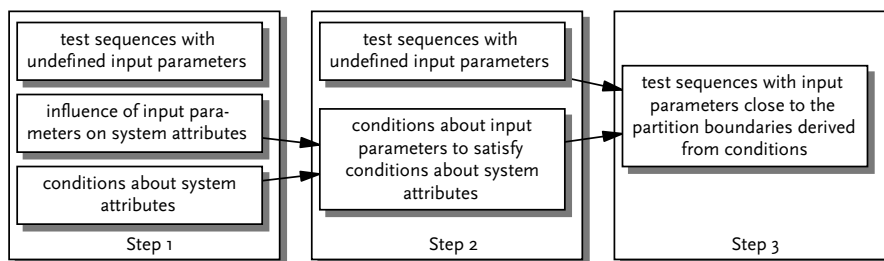 test sequences with
undefined input parameters
influence of input para-
meters on system attributes
conditions about system
attributes
Step 1
test sequences with
undefined input parameters
conditions about input
parameters to satisfy
conditions about system
attributes
Step 2
test sequences with input
parameters close to the
partition boundaries derived
from conditions
Step 3